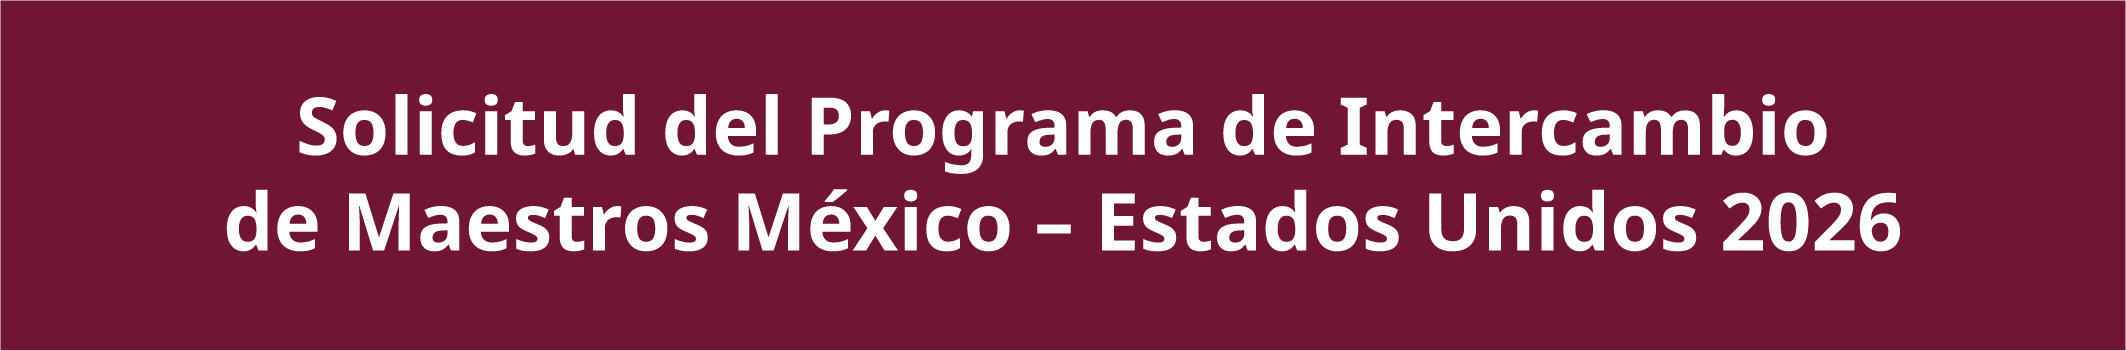 Solicitud del Programa de Intercambio
de Maestros México – Estados Unidos 2026